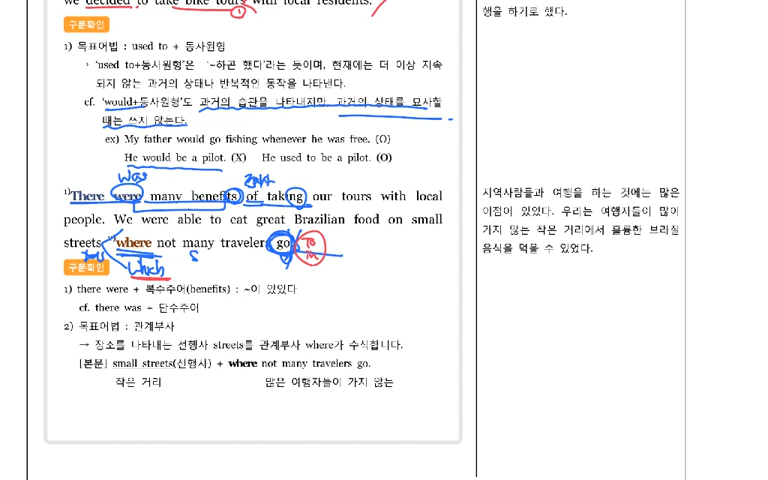 we decided to take bike tours with local residents.
행을 하기로 했다.
구문확인
1) 목표어법 : used to + 동사원형
› 'used to+동사원형'은 '~하곤 했다'라는 뜻이며, 현재에는 더 이상 지속
되지 않는 과거의 상태나 반복적인 동작을 나타낸다.
cf. 'would+동사원형'도 과거의 습관을 나타내지만, 과거의 상태를 묘사할
때는 쓰지 않는다.
ex) My father would go fishing whenever he was free. (O)
He would be a pilot. (X) He used to be a pilot. (O)
was
1)There were many benefits of taking our tours with local
people. We were able to eat great Brazilian food on small
streets 2)where not many travelers go.
which
S
지역사람들과 여행을 하는 것에는 많은
이점이 있었다. 우리는 여행자들이 많이
가지 않는 작은 거리에서 훌륭한 브라질
음식을 먹을 수 있었다.
구문확인
1) there were + 복수주어(benefits) : ~이 있었다
cf. there was + 단수주어
2) 목표어법 : 관계부사
→ 장소를 나타내는 선행사 streets를 관계부사 where가 수식합니다.
[본문] small streets(선행사) + where not many travelers go.
작은 거리 많은 여행자들이 가지 않는